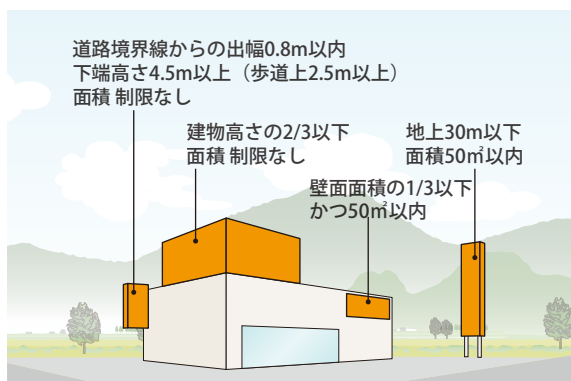 道路境界線からの出幅0.8m以内
下端高さ4.5m以上（歩道上2.5m以上）
面積 制限なし
建物高さの2/3以下
面積 制限なし
地上30m以下
面積50㎡以内
壁面面積の1/3以下
かつ50㎡以内